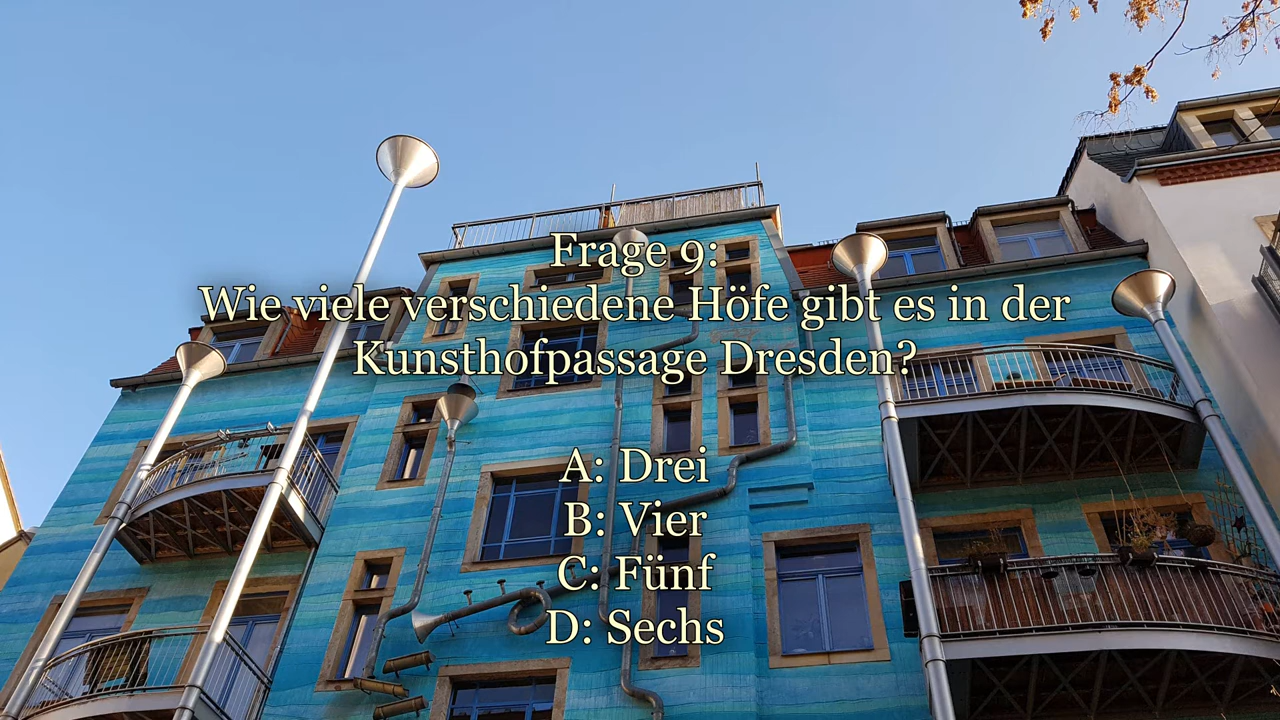 Frage 9:
Wie viele verschiedene Höfe gibt es in der
Kunsthofpassage Dresden?
A: Drei
B: Vier
C: Fünf
D: Sechs